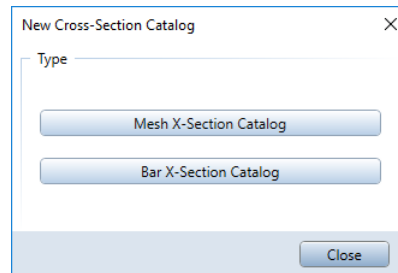 New Cross-Section Catalog
Type
Mesh X-Section Catalog
Bar X-Section Catalog
Close